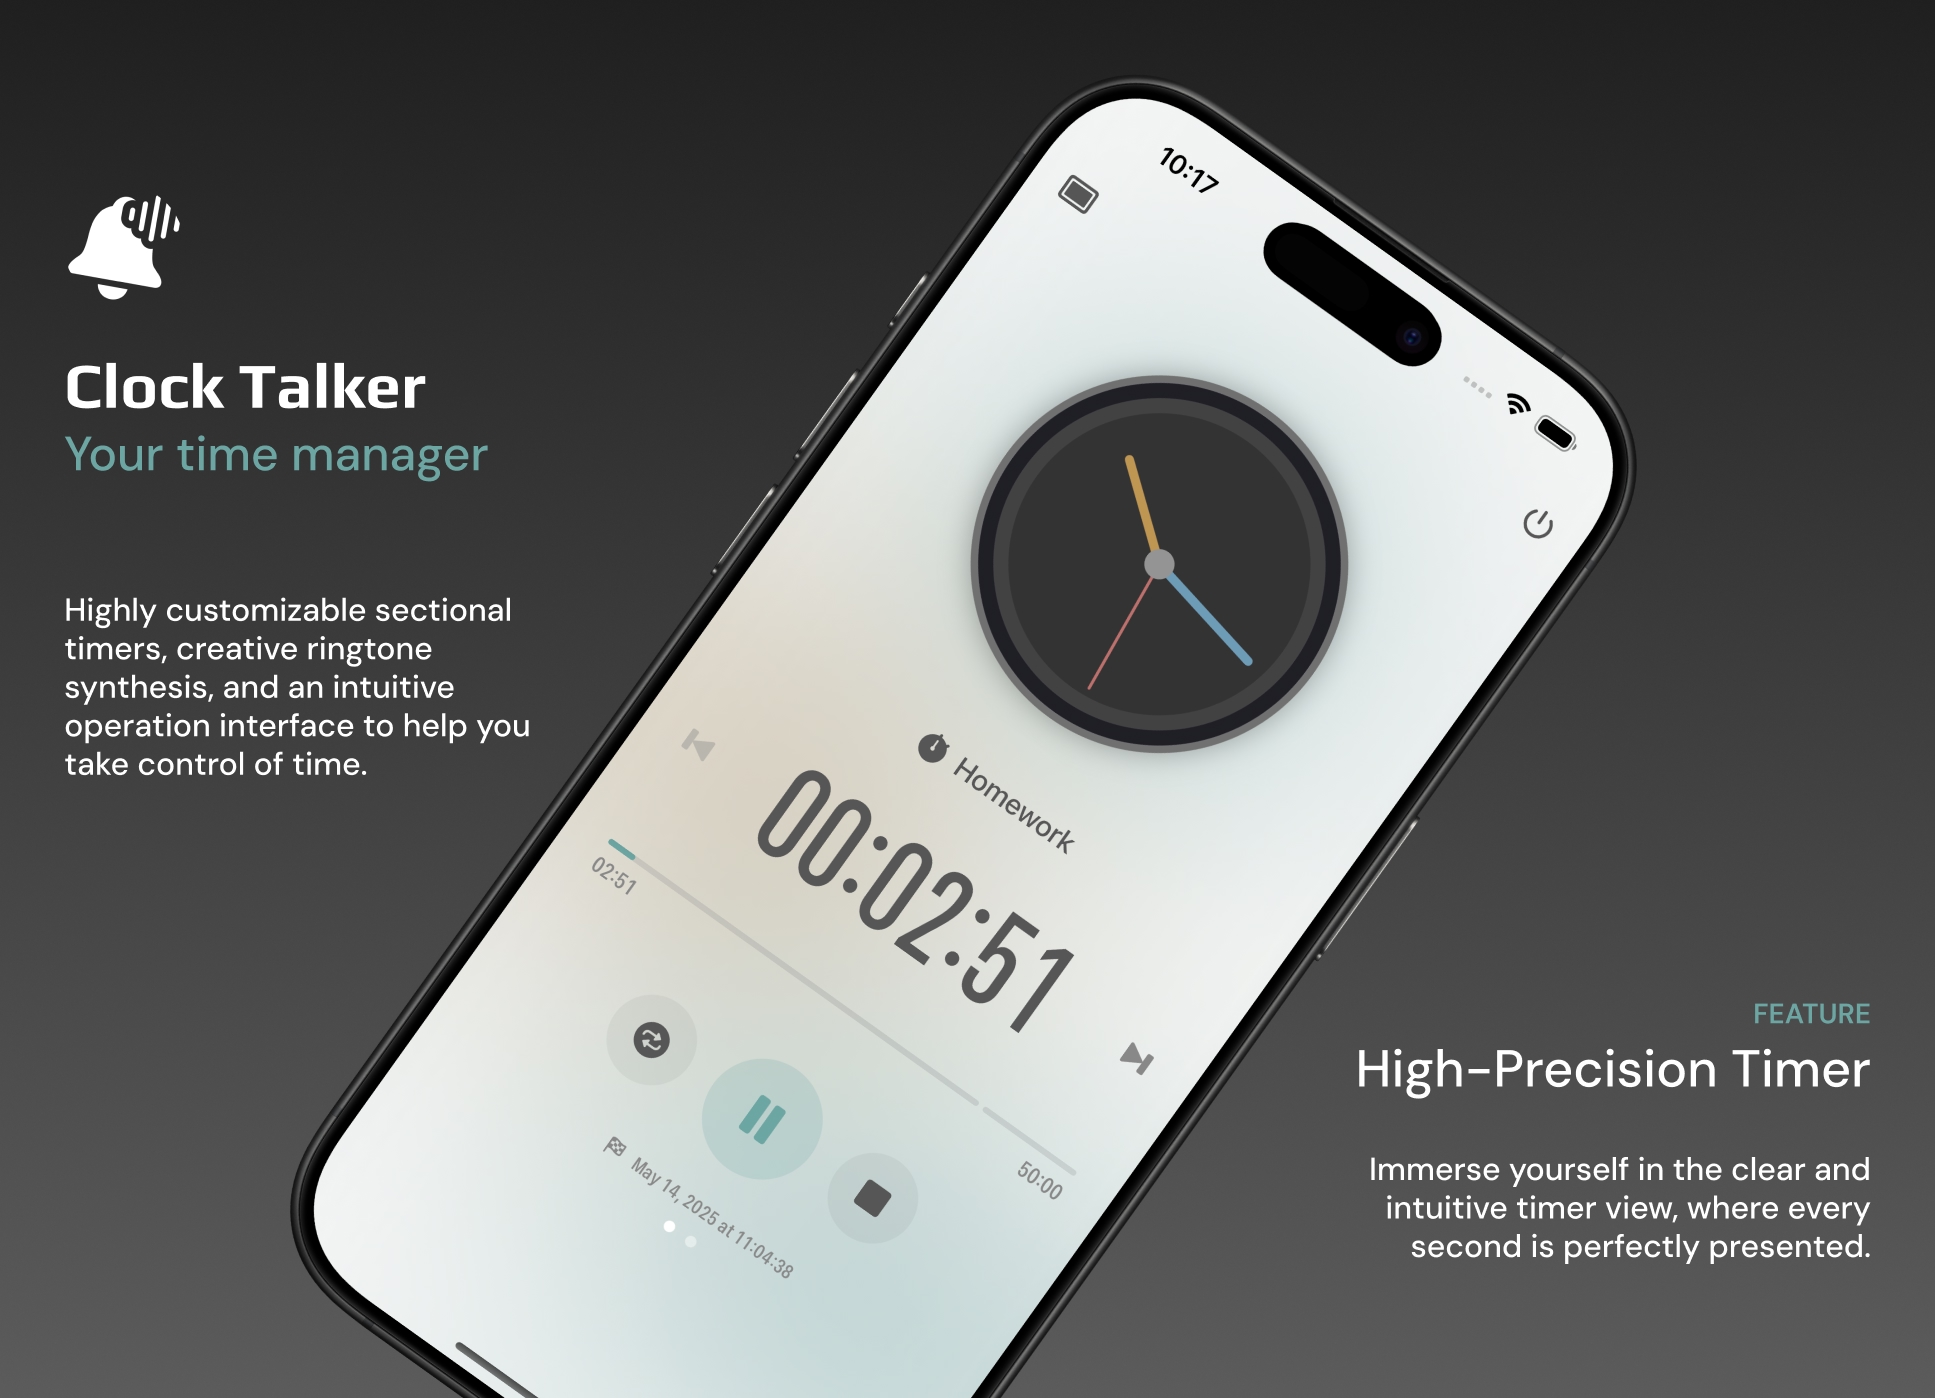 Clock Talker
Your time manager
Highly customizable sectional
timers, creative ringtone
synthesis, and an intuitive
operation interface to help you
take control of time.
10:17
Homework
00:02:51
02:51
50:00
May 14, 2025 at 11:04:38
FEATURE
High-Precision Timer
Immerse yourself in the clear and
intuitive timer view, where every
second is perfectly presented.